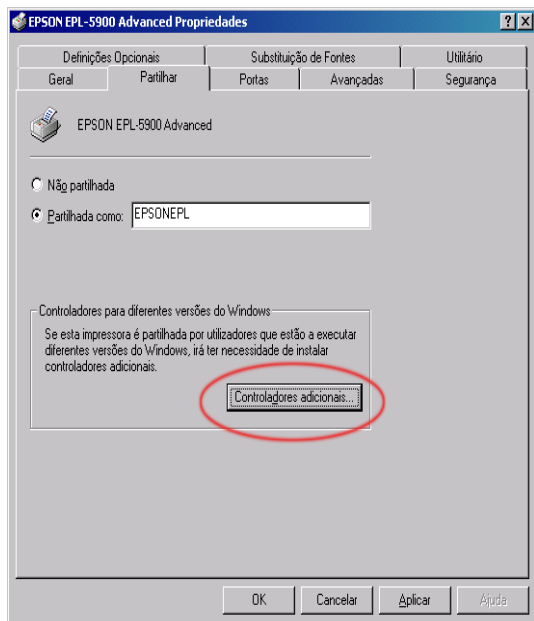 EPSON EPL-5900 Advanced Propriedades
Definições Opcionais
Substituição de Fontes
Utilitário
Geral
Partilhar
Portas
Avançadas
Segurança
EPSON EPL-5900 Advanced
Não partilhada
Partilhada como: EPSONEPL
Controladores para diferentes versões do Windows
Se esta impressora é partilhada por utilizadores que estão a executar
diferentes versões do Windows, irá ter necessidade de instalar
controladores adicionais.
Controladores adicionais...
OK
Cancelar
Aplicar
Ajuda